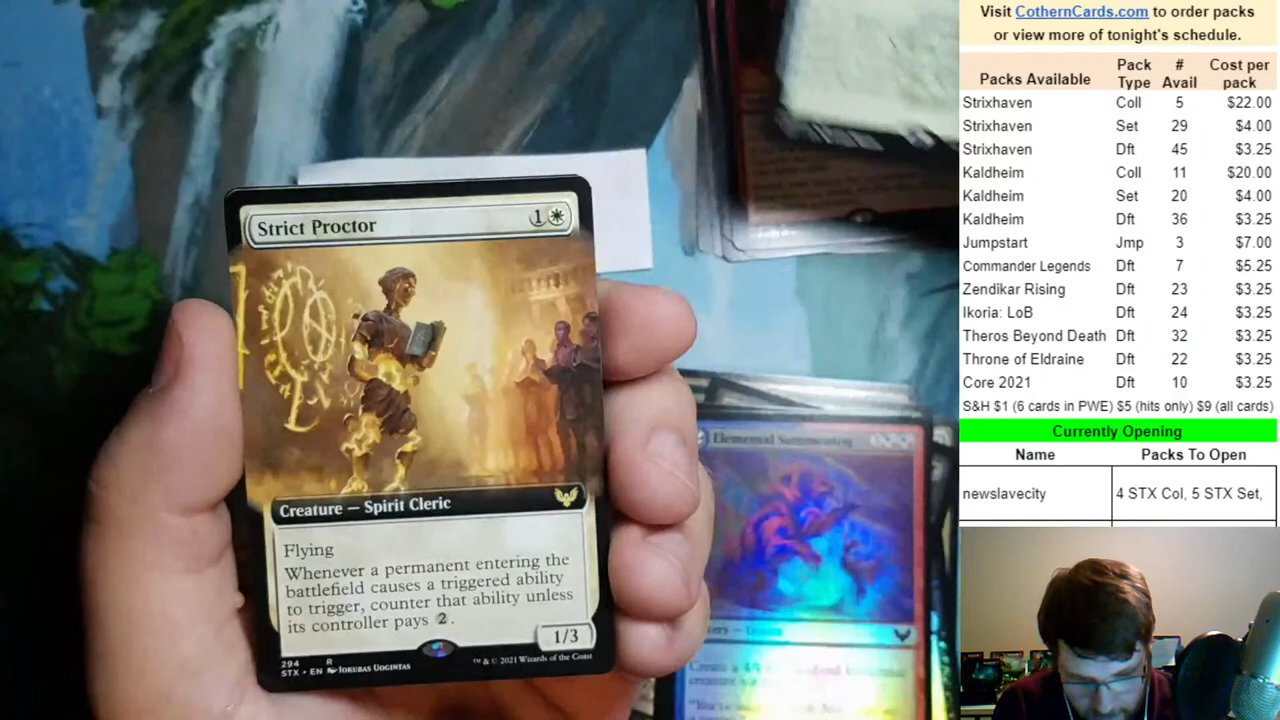 Strict Proctor 1
Creature — Spirit Cleric
Flying
Whenever a permanent entering the
battlefield causes a triggered ability
to trigger, counter that ability unless
its controller pays 2.
1/3
294 R
STX • EN JOKUBAS UOGINTAS
™ & © 2021 Wizards of the Coast
Elemental Summoning
Create a 4/4
Visit CothernCards.com to order packs
or view more of tonight's schedule.
Packs Available Pack Type # Avail Cost per pack
Strixhaven Coll 5 $22.00
Strixhaven Set 29 $4.00
Strixhaven Dft 45 $3.25
Kaldheim Coll 11 $20.00
Kaldheim Set 20 $4.00
Kaldheim Dft 36 $3.25
Jumpstart Jmp 3 $7.00
Commander Legends Dft 7 $5.25
Zendikar Rising Dft 23 $3.25
Ikoria: LoB Dft 24 $3.25
Theros Beyond Death Dft 32 $3.25
Throne of Eldraine Dft 22 $3.25
Core 2021 Dft 10 $3.25
S&H $1 (6 cards in PWE) $5 (hits only) $9 (all cards)
Currently Opening
Name Packs To Open
newslavecity 4 STX Col, 5 STX Set,